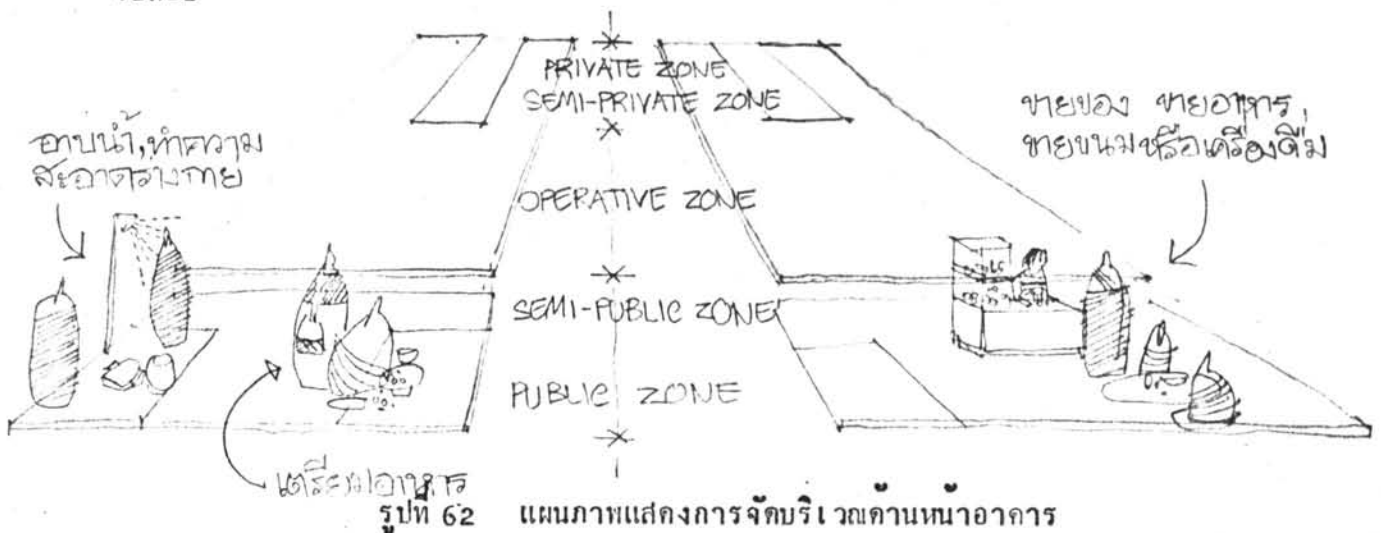 PRIVATE ZONE
SEMI-PRIVATE ZONE
ขายของ ขายอาหาร,
ขายขนมหรือเครื่องดื่ม
อาบน้ำ,ทำความ
สะอาดร่างกาย
OPERATIVE ZONE
SEMI-PUBLIC ZONE
PUBLIC ZONE
เตรียมอาหาร
รูปที่ 62 แผนภาพแสดงการจัดบริเวณด้านหน้าอาคาร